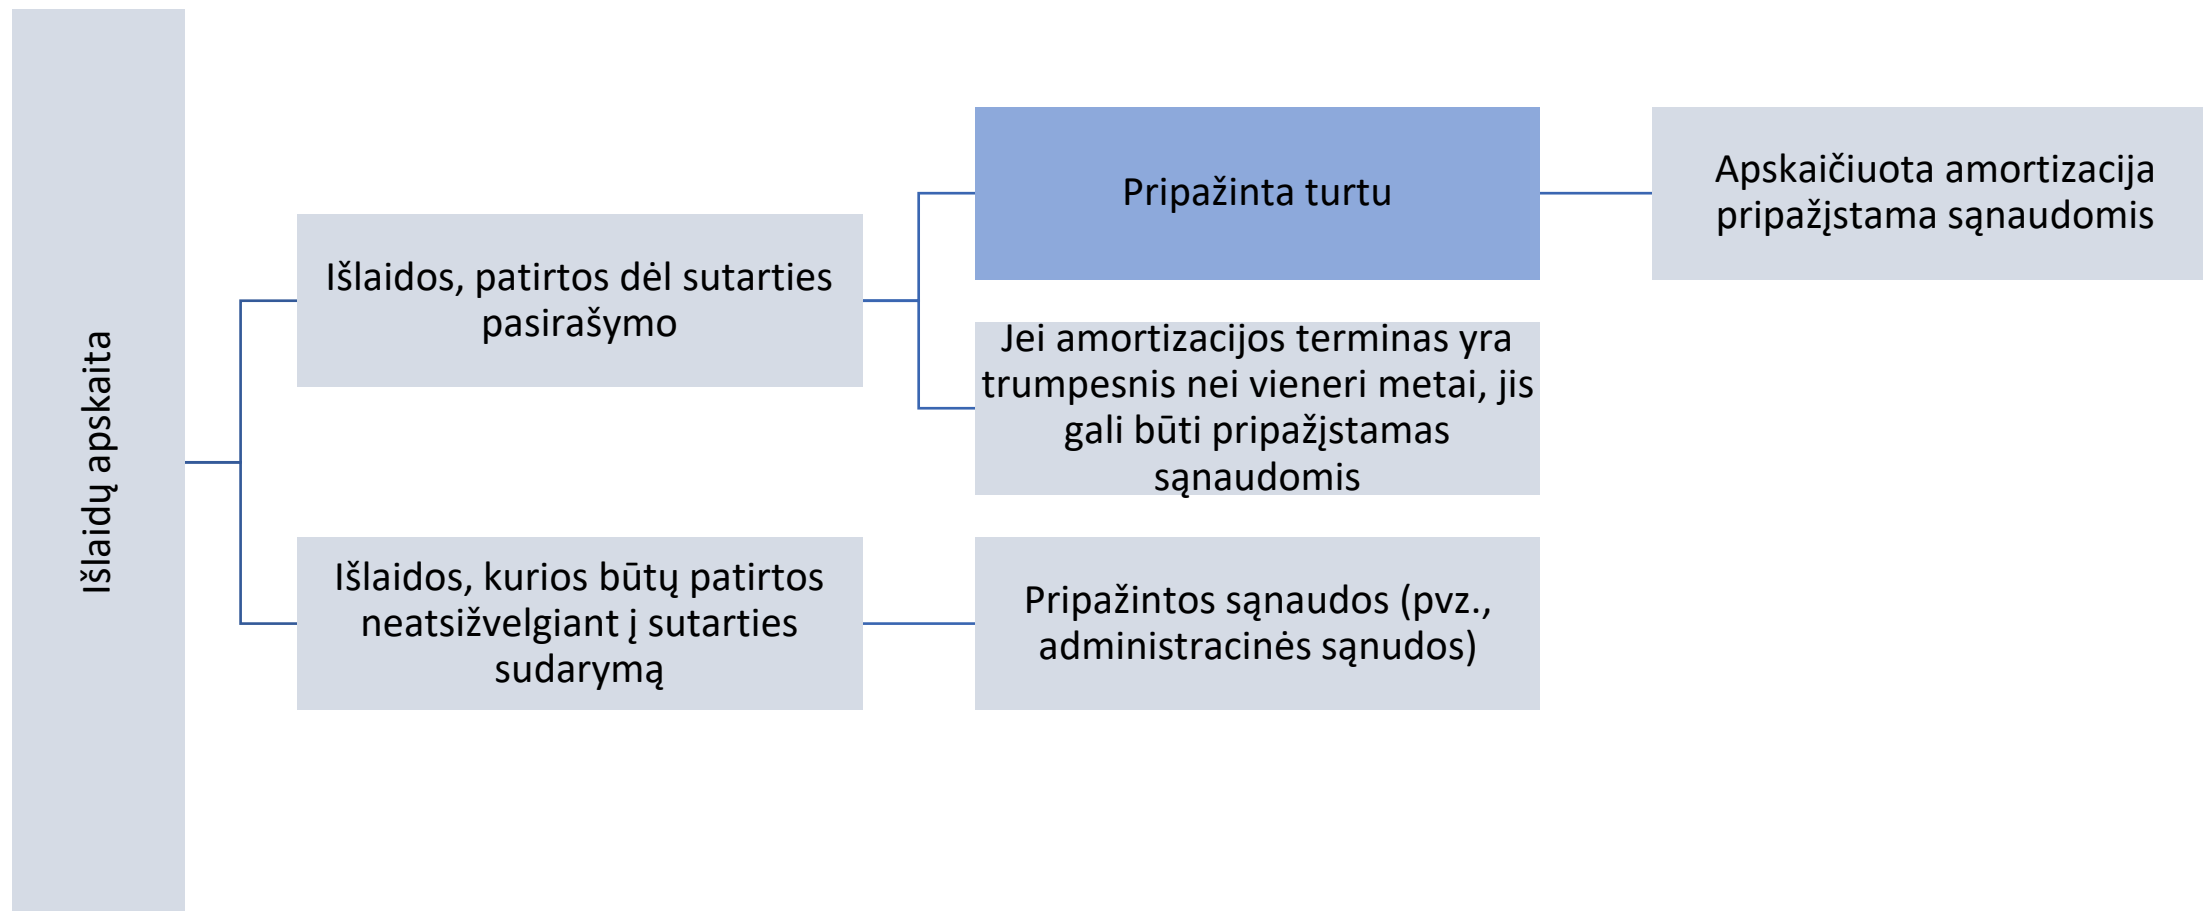 Išlaidų apskaita
Išlaidos, patirtos dėl sutarties
pasirašymo
Pripažinta turtu
Apskaičiuota amortizacija
pripažįstama sąnaudomis
Jei amortizacijos terminas yra
trumpesnis nei vieneri metai, jis
gali būti pripažįstamas
sąnaudomis
Išlaidos, kurios būtų patirtos
neatsižvelgiant į sutarties
sudarymą
Pripažintos sąnaudos (pvz.,
administracinės sąnudos)